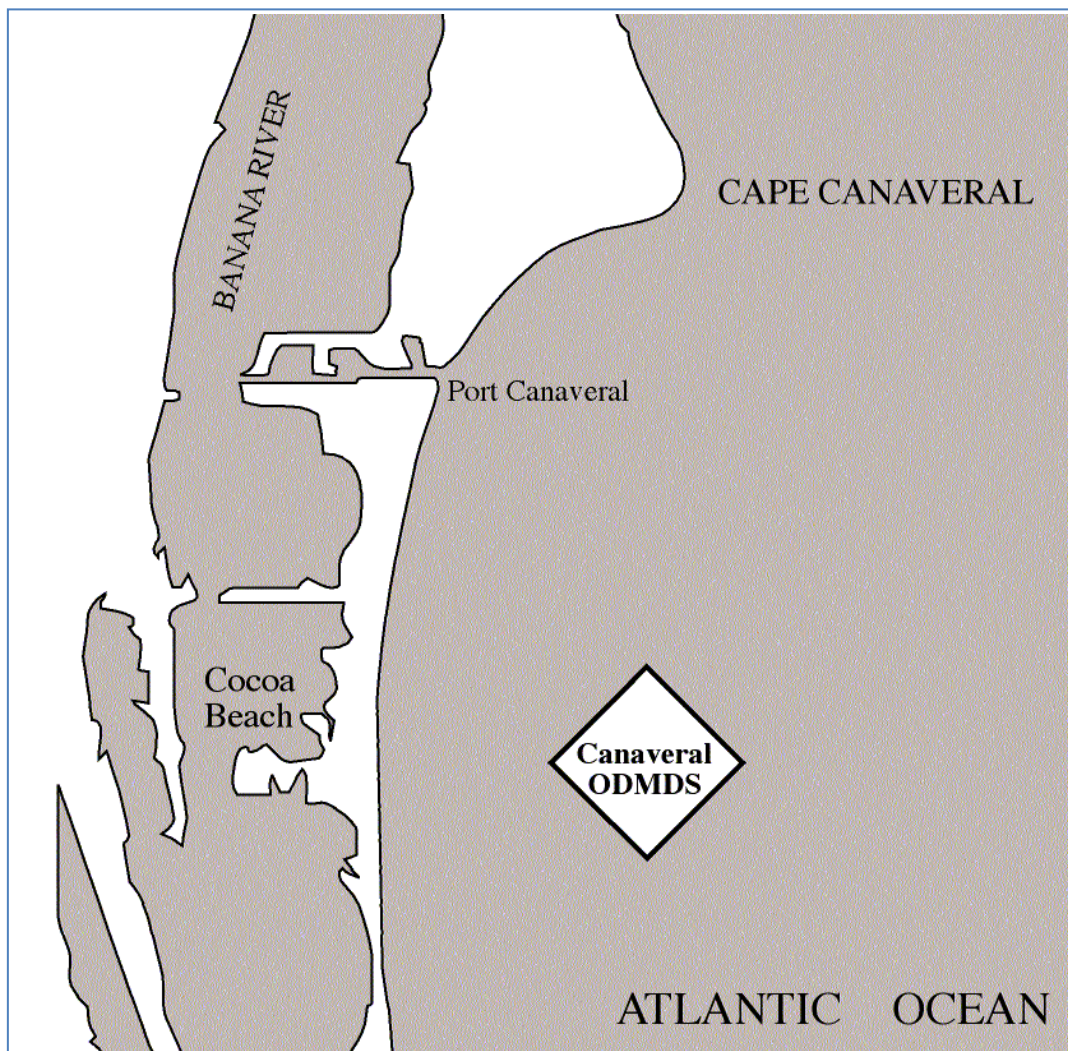 BANANA RIVER
CAPE CANAVERAL
Port Canaveral
Cocoa
Beach
Canaveral
ODMDS
ATLANTIC OCEAN